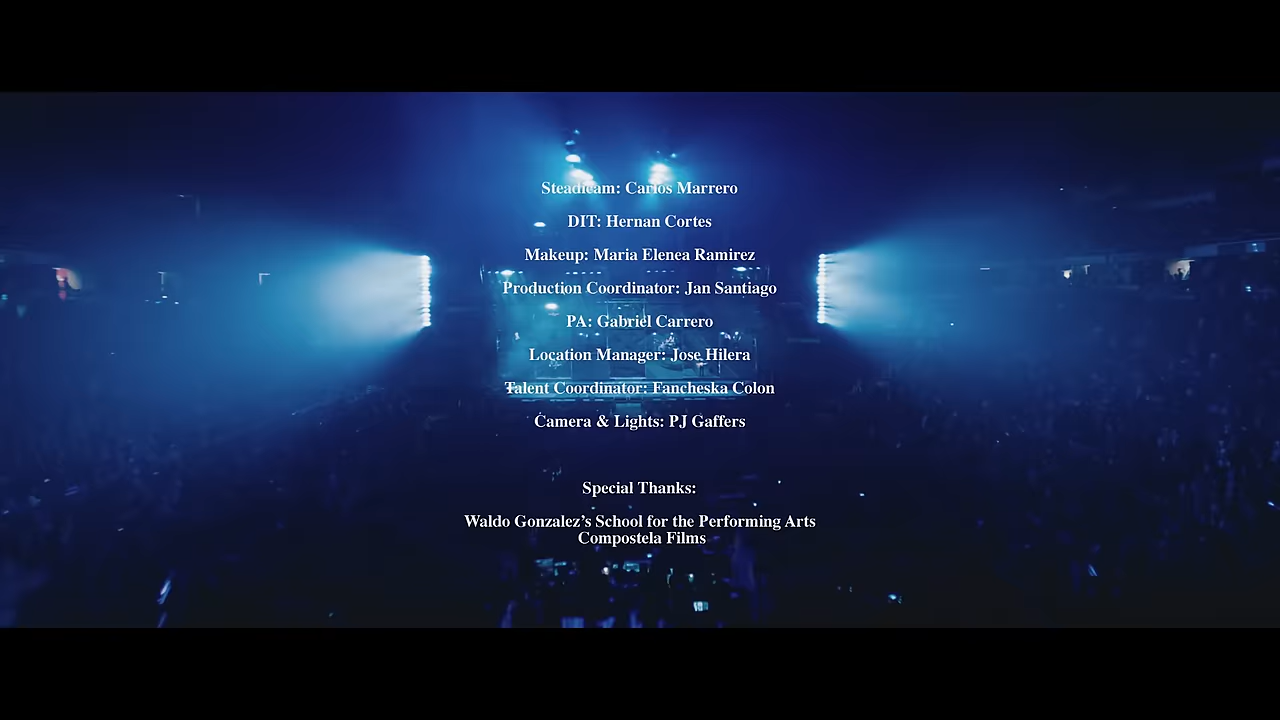 Steadicam: Carlos Marrero
DIT: Hernan Cortes
Makeup: Maria Elenea Ramirez
Production Coordinator: Jan Santiago
PA: Gabriel Carrero
Location Manager: Jose Hilera
Talent Coordinator: Fancheska Colon
Camera & Lights: PJ Gaffers
Special Thanks:
Waldo Gonzalez’s School for the Performing Arts
Compostela Films